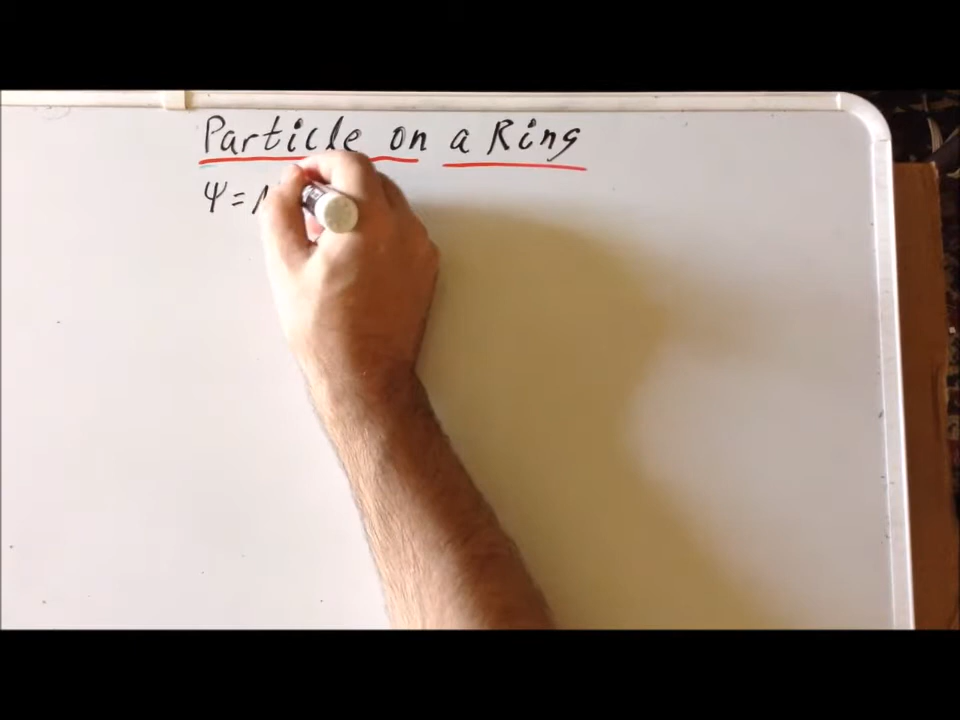 Particle on a Ring
Ψ =